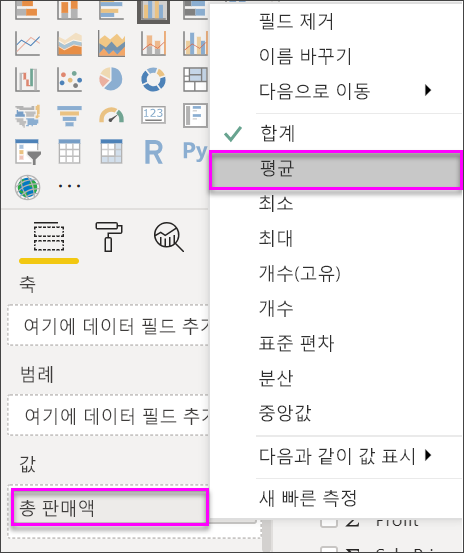 필드 제거
이름 바꾸기
다음으로 이동
합계
평균
최소
최대
개수(고유)
개수
표준 편차
분산
중앙값
다음과 같이 값 표시
새 빠른 측정
123
R
Py
축
여기에 데이터 필드 추가
범례
여기에 데이터 필드 추가
값
총 판매액
Profit